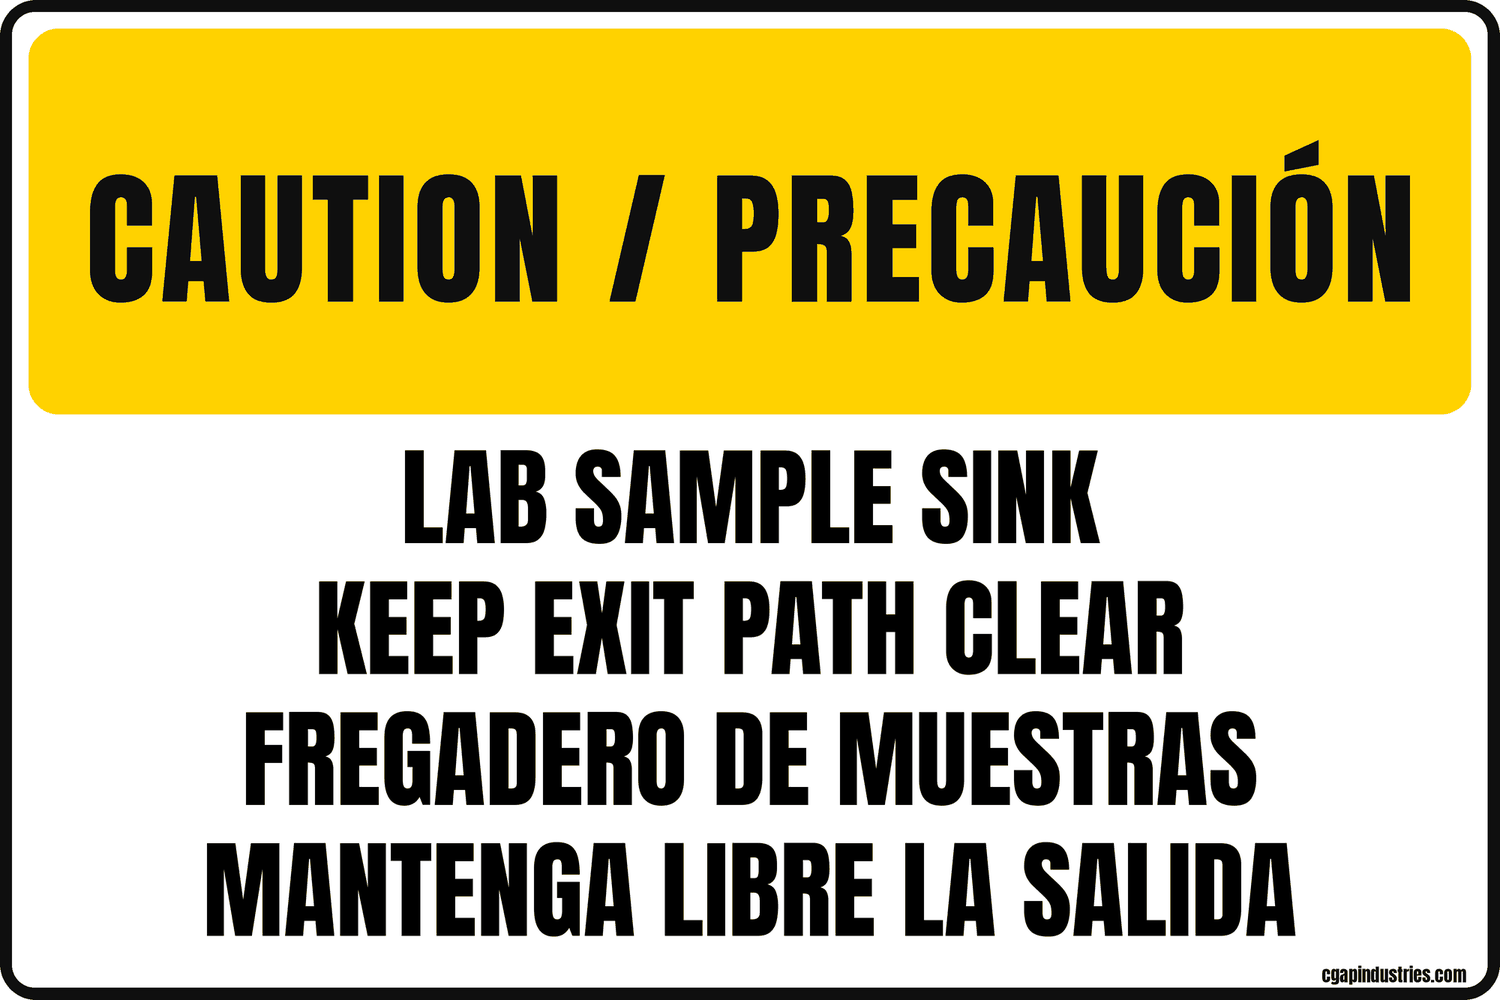 CAUTION / PRECAUCIÓN
LAB SAMPLE SINK
KEEP EXIT PATH CLEAR
FREGADERO DE MUESTRAS
MANTENGA LIBRE LA SALIDA
cgapindustries.com